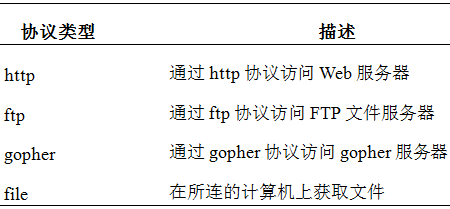 协议类型 描述
http 通过 http 协议访问 Web 服务器
ftp 通过 ftp 协议访问 FTP 文件服务器
gopher 通过 gopher 协议访问 gopher 服务器
file 在所连的计算机上获取文件